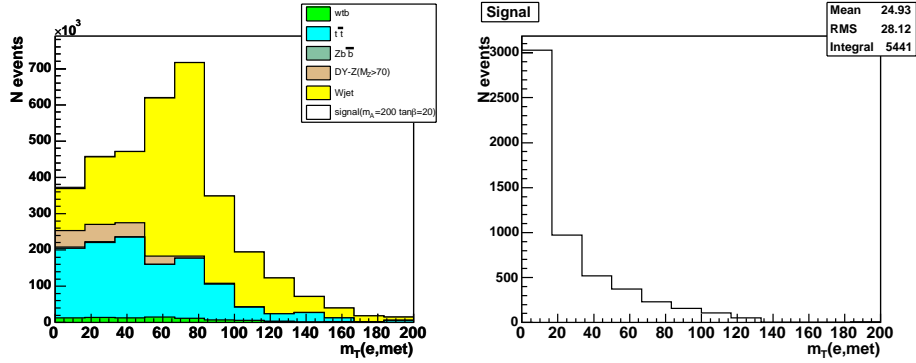 ×10³
N events
700
600
500
400
300
200
100
0
0 20 40 60 80 100 120 140 160 180 200
m_T(e,met)
wtb
t t̅
Zb b̅
DY-Z(M_Z>70)
Wjet
signal(m_A=200 tanβ=20)
Signal
Mean 24.93
RMS 28.12
Integral 5441
N events
3000
2500
2000
1500
1000
500
0
0 20 40 60 80 100 120 140 160 180 200
m_T(e,met)